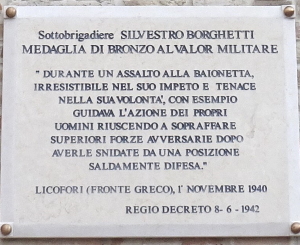 Sottobrigadiere SILVESTRO BORGHETTI
MEDAGLIA DI BRONZO AL VALOR MILITARE
" DURANTE UN ASSALTO ALLA BAIONETTA,
IRRESISTIBILE NEL SUO IMPETO E TENACE
NELLA SUA VOLONTA', CON ESEMPIO
GUIDAVA L'AZIONE DEI PROPRI
UOMINI RIUSCENDO A SOPRAFFARE
SUPERIORI FORZE AVVERSARIE DOPO
AVERLE SNIDATE DA UNA POSIZIONE
SALDAMENTE DIFESA."
LICOFORI (FRONTE GRECO), 1° NOVEMBRE 1940
REGIO DECRETO 8-6-1942